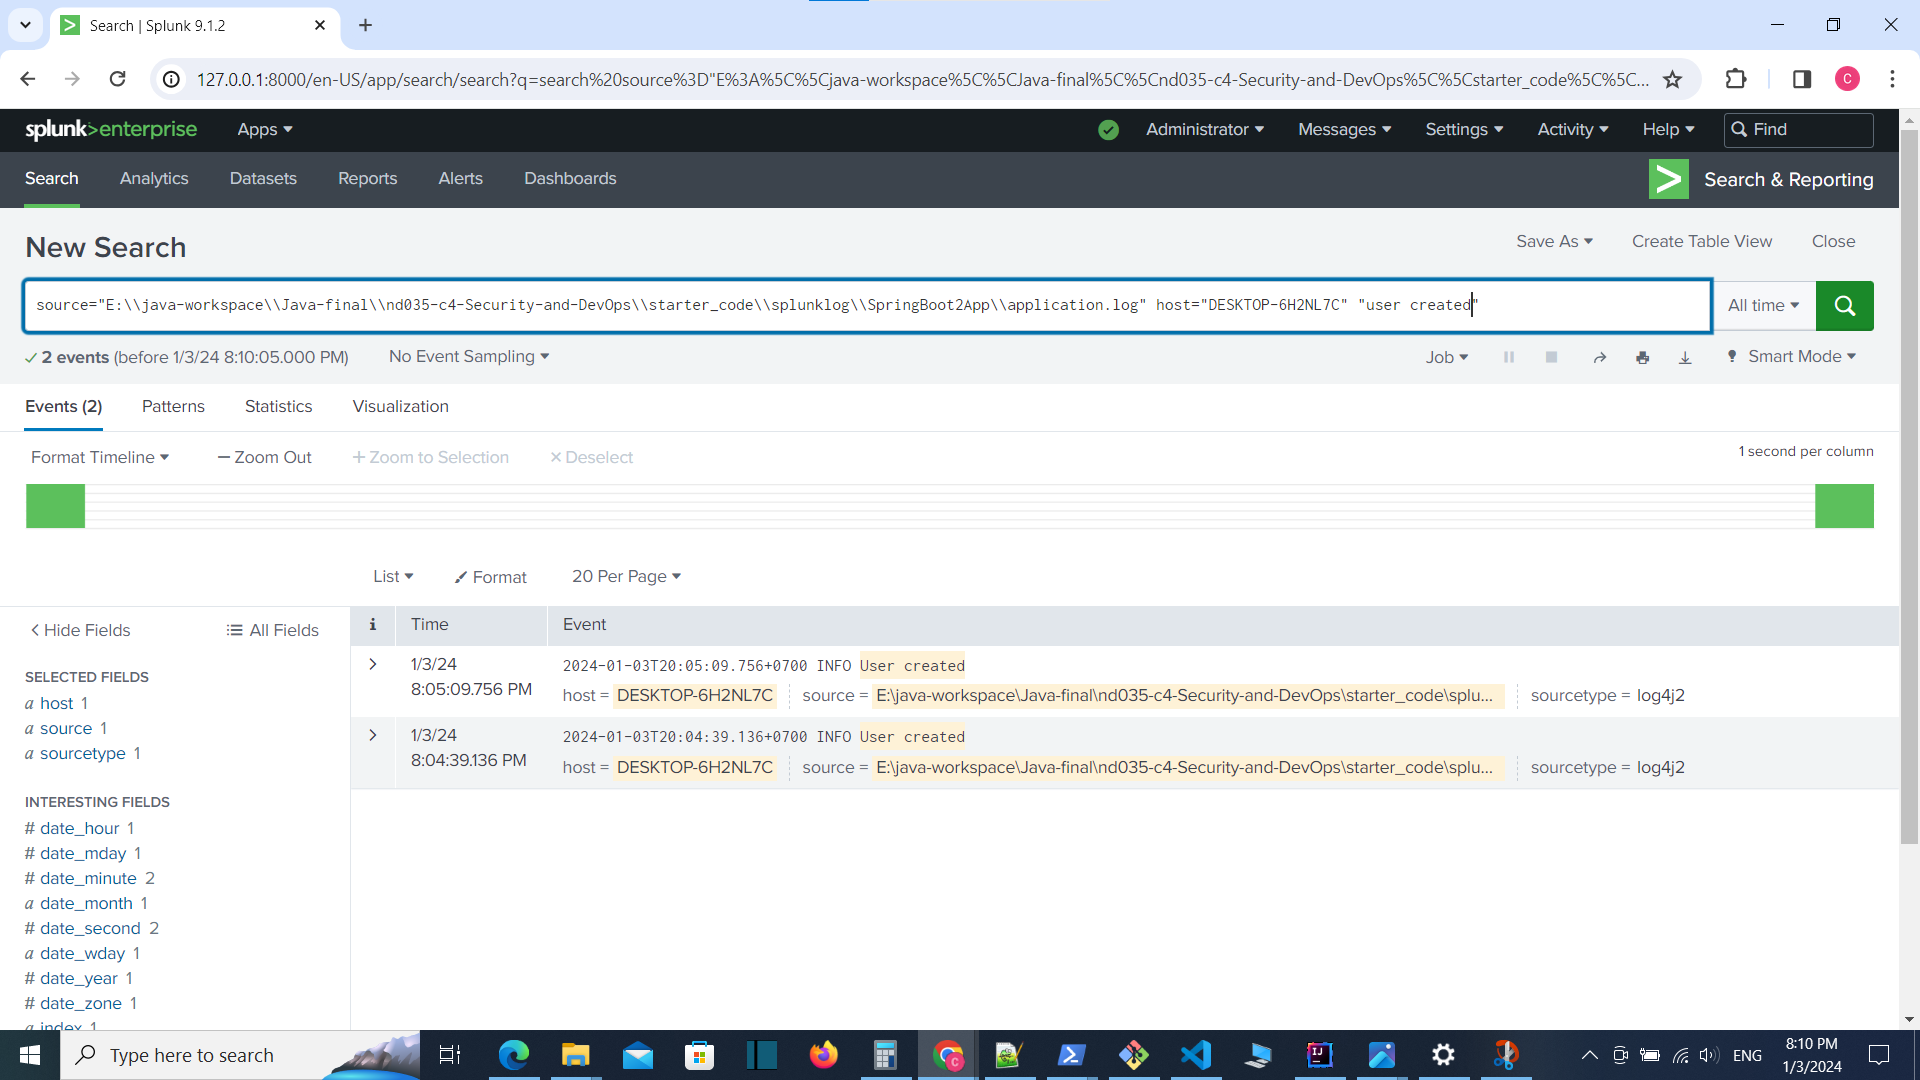 Search | Splunk 9.1.2
127.0.0.1:8000/en-US/app/search/search?q=search%20source%3D"E%3A%5C%5Cjava-workspace%5C%5CJava-final%5C%5Cnd035-c4-Security-and-DevOps%5C%5Cstarter_code%5C%5C...
C
splunk>enterprise Apps Administrator Messages Settings Activity Help Find
Search Analytics Datasets Reports Alerts Dashboards Search & Reporting
New Search Save As Create Table View Close
source="E:\\java-workspace\\Java-final\\nd035-c4-Security-and-DevOps\\starter_code\\splunklog\\SpringBoot2App\\application.log" host="DESKTOP-6H2NL7C" "user created" All time
2 events (before 1/3/24 8:10:05.000 PM) No Event Sampling Job Smart Mode
Events (2) Patterns Statistics Visualization
Format Timeline Zoom Out Zoom to Selection Deselect 1 second per column
List Format 20 Per Page
Hide Fields All Fields i Time Event
SELECTED FIELDS
a host 1
a source 1
a sourcetype 1
INTERESTING FIELDS
# date_hour 1
# date_mday 1
# date_minute 2
a date_month 1
# date_second 2
a date_wday 1
# date_year 1
# date_zone 1
a index 1
1/3/24 2024-01-03T20:05:09.756+0700 INFO User created
8:05:09.756 PM host = DESKTOP-6H2NL7C source = E:\java-workspace\Java-final\nd035-c4-Security-and-DevOps\starter_code\splu... sourcetype = log4j2
1/3/24 2024-01-03T20:04:39.136+0700 INFO User created
8:04:39.136 PM host = DESKTOP-6H2NL7C source = E:\java-workspace\Java-final\nd035-c4-Security-and-DevOps\starter_code\splu... sourcetype = log4j2
Type here to search
ENG
8:10 PM
1/3/2024